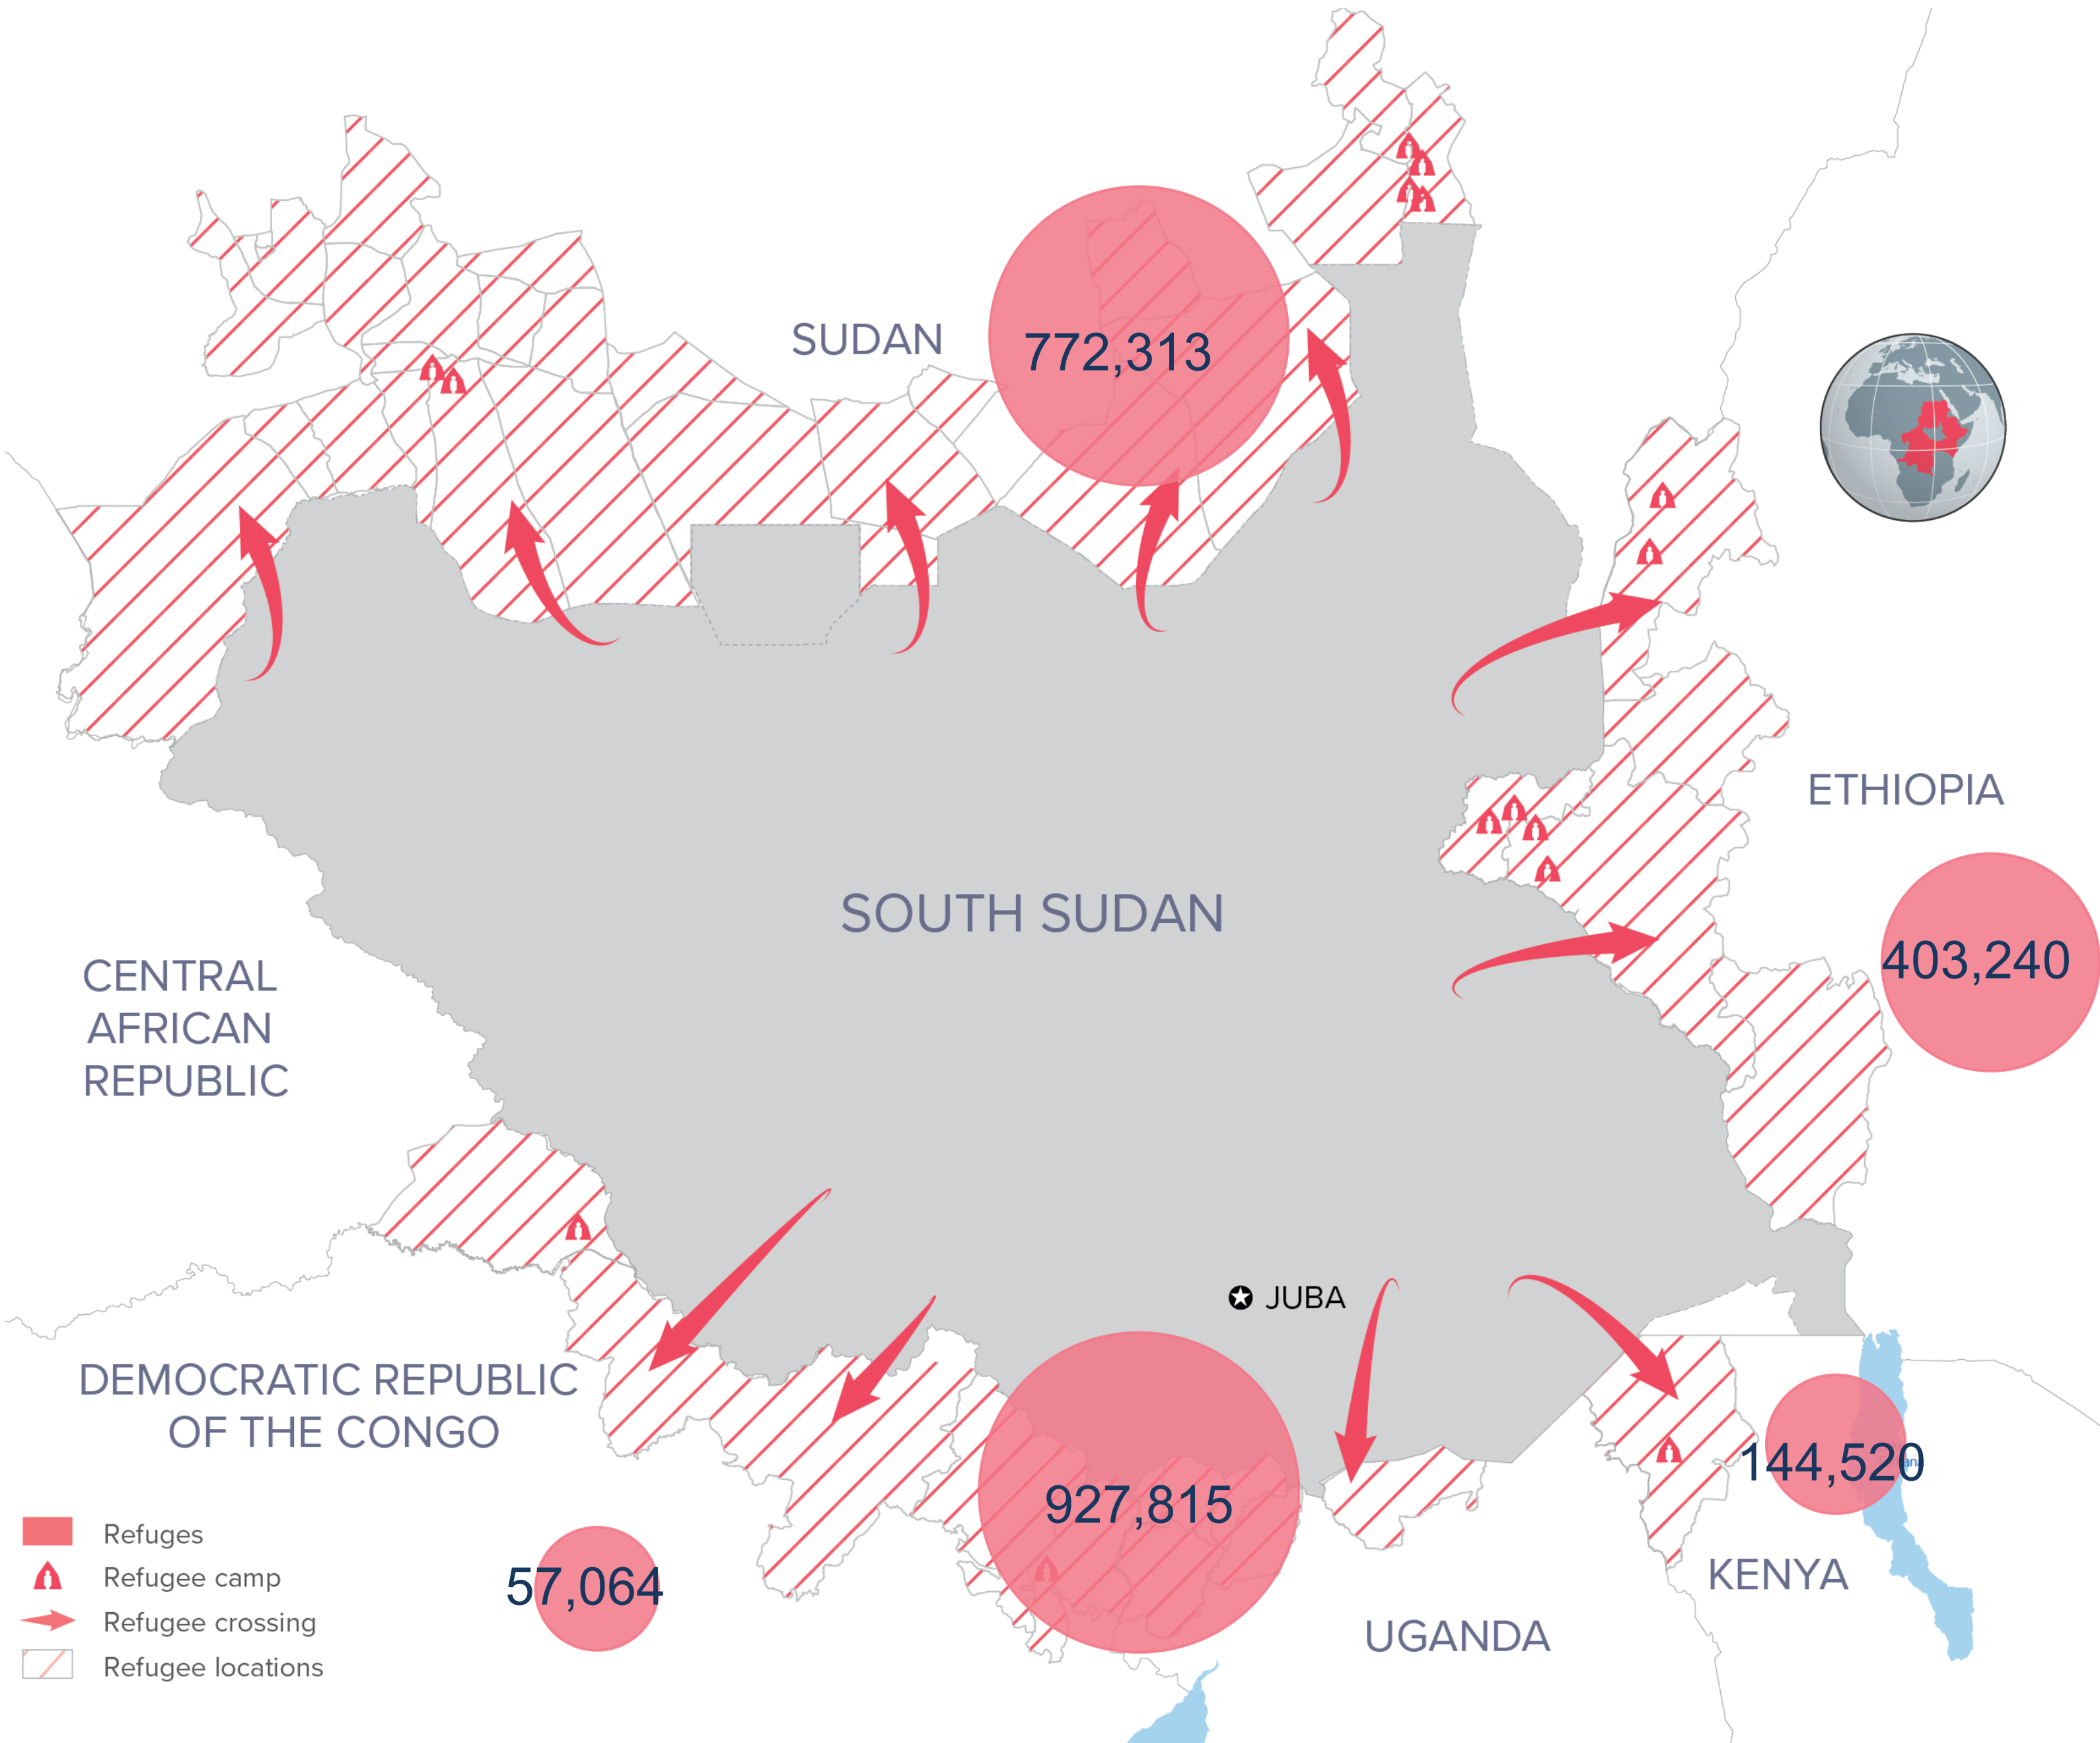 SUDAN
772,313
ETHIOPIA
SOUTH SUDAN
403,240
CENTRAL
AFRICAN
REPUBLIC
JUBA
DEMOCRATIC REPUBLIC
OF THE CONGO
144,520
927,815
57,064
KENYA
UGANDA
Refuges
Refugee camp
Refugee crossing
Refugee locations